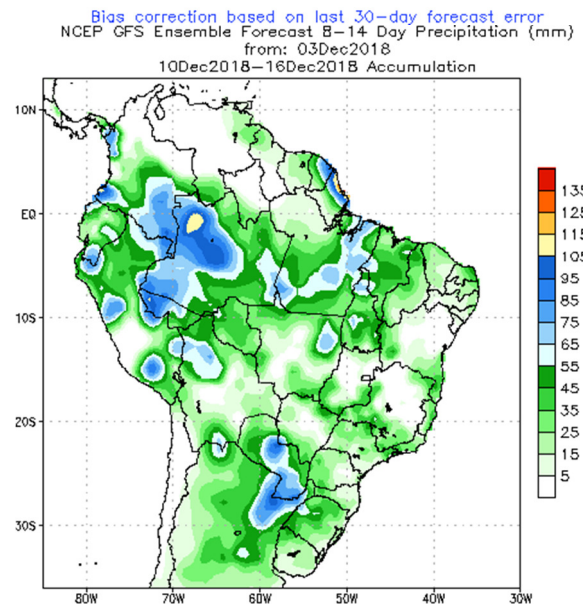 Bias correction based on last 30-day forecast error
NCEP GFS Ensemble Forecast 8-14 Day Precipitation (mm)
from: 03Dec2018
10Dec2018-16Dec2018 Accumulation
10N
EQ
10S
20S
30S
80W 70W 60W 50W 40W 30W
135
125
115
105
95
85
75
65
55
45
35
25
15
5